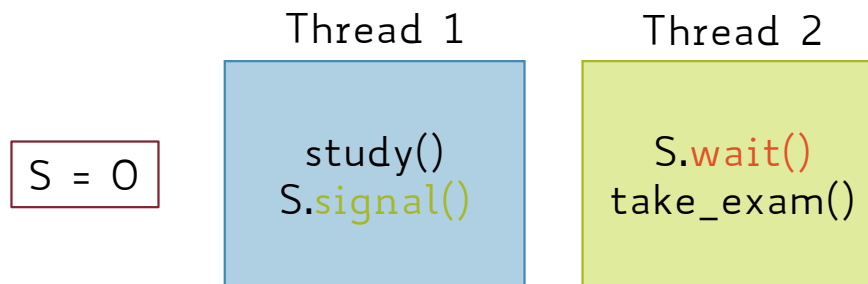 Thread 1
Thread 2
S = 0
study()
S.signal()
S.wait()
take_exam()